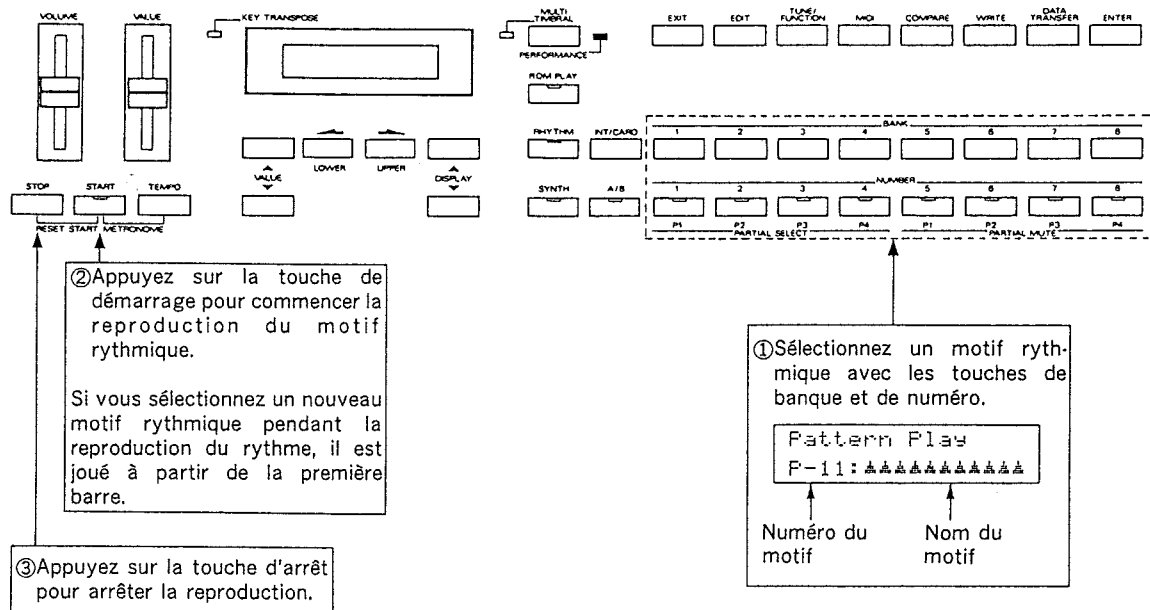 VOLUME VALUE KEY TRANSPOSE MULTI TIMBRAL EXIT EDIT TUNE/ FUNCTION MIDI COMPARE WRITE DATA TRANSFER ENTER
PERFORMANCE
ROM PLAY
RHYTHM INT/CARD BANK
1 2 3 4 5 6 7 8
VALUE LOWER UPPER DISPLAY
SYNTH A/B NUMBER
1 2 3 4 5 6 7 8
STOP START TEMPO
P1 P2 P3 P4 P1 P2 P3 P4
RESET START METRONOME PARTIAL SELECT PARTIAL MUTE
②Appuyez sur la touche de
démarrage pour commencer la
reproduction du motif
rythmique.
Si vous sélectionnez un nouveau
motif rythmique pendant la
reproduction du rythme, il est
joué à partir de la première
barre.
③Appuyez sur la touche d'arrêt
pour arrêter la reproduction.
①Sélectionnez un motif ryth-
mique avec les touches de
banque et de numéro.
Pattern Play
P-11:
Numéro du
motif
Nom du
motif